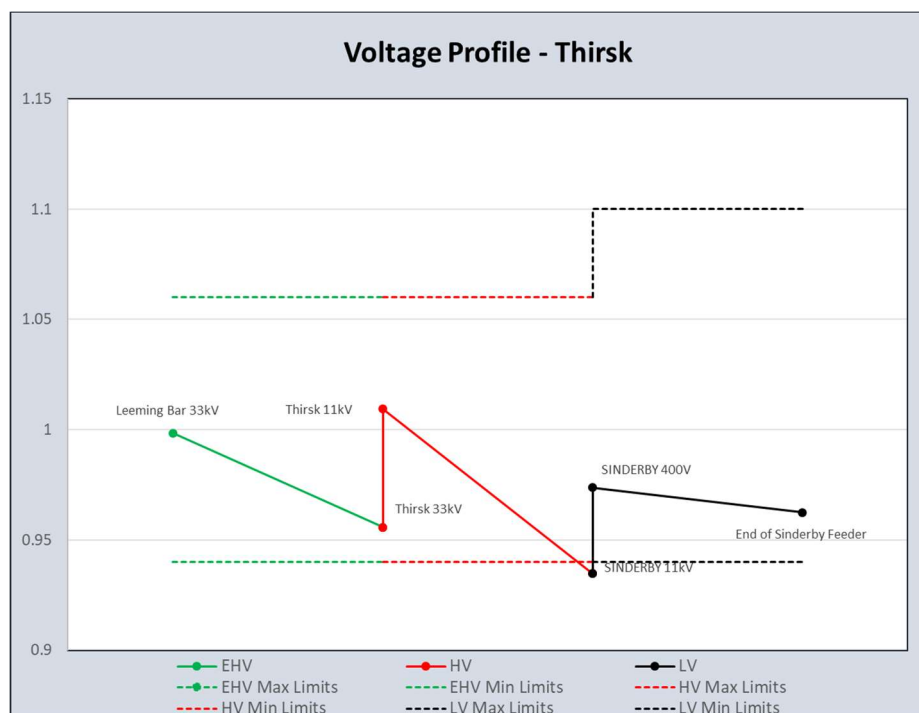 Voltage Profile - Thirsk
1.15
1.1
1.05
1
0.95
0.9
Leeming Bar 33kV
Thirsk 11kV
Thirsk 33kV
SINDERBY 400V
End of Sinderby Feeder
SINDERBY 11kV
EHV HV LV
EHV Max Limits EHV Min Limits HV Max Limits
HV Min Limits LV Max Limits LV Min Limits